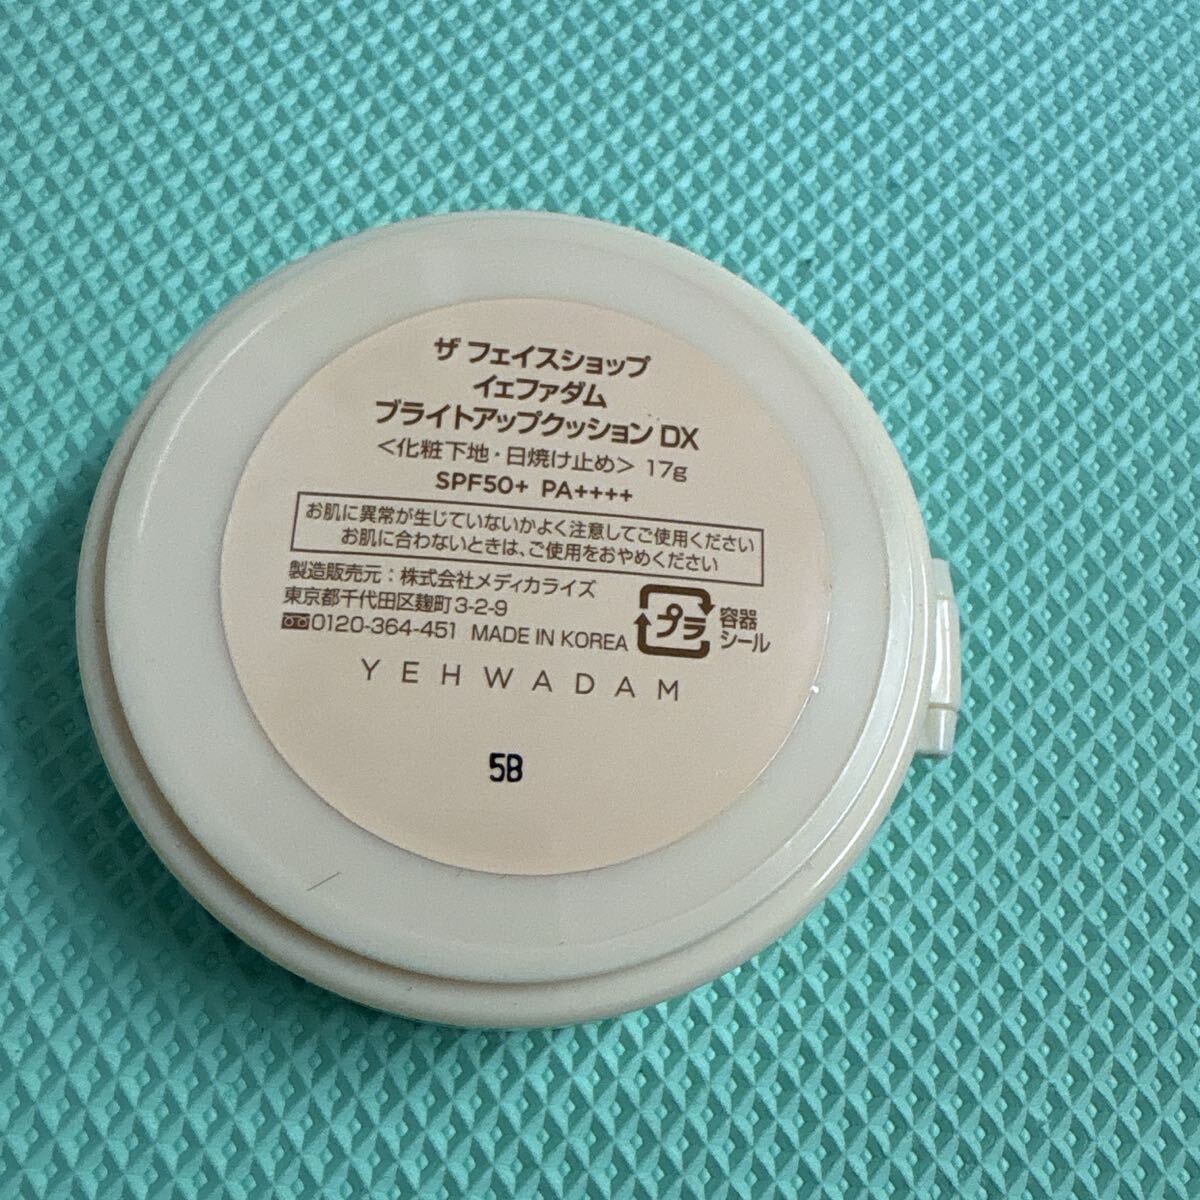 ザ フェイスショップ
イェファダム
ブライトアップクッション DX
<化粧下地・日焼け止め> 17g
SPF50+ PA++++
お肌に異常が生じていないかよく注意してご使用ください
お肌に合わないときは、ご使用をおやめください
製造販売元：株式会社メディカライズ
東京都千代田区麹町3-2-9
0120-364-451 MADE IN KOREA
プラ
容器
シール
YEHWADAM
5B